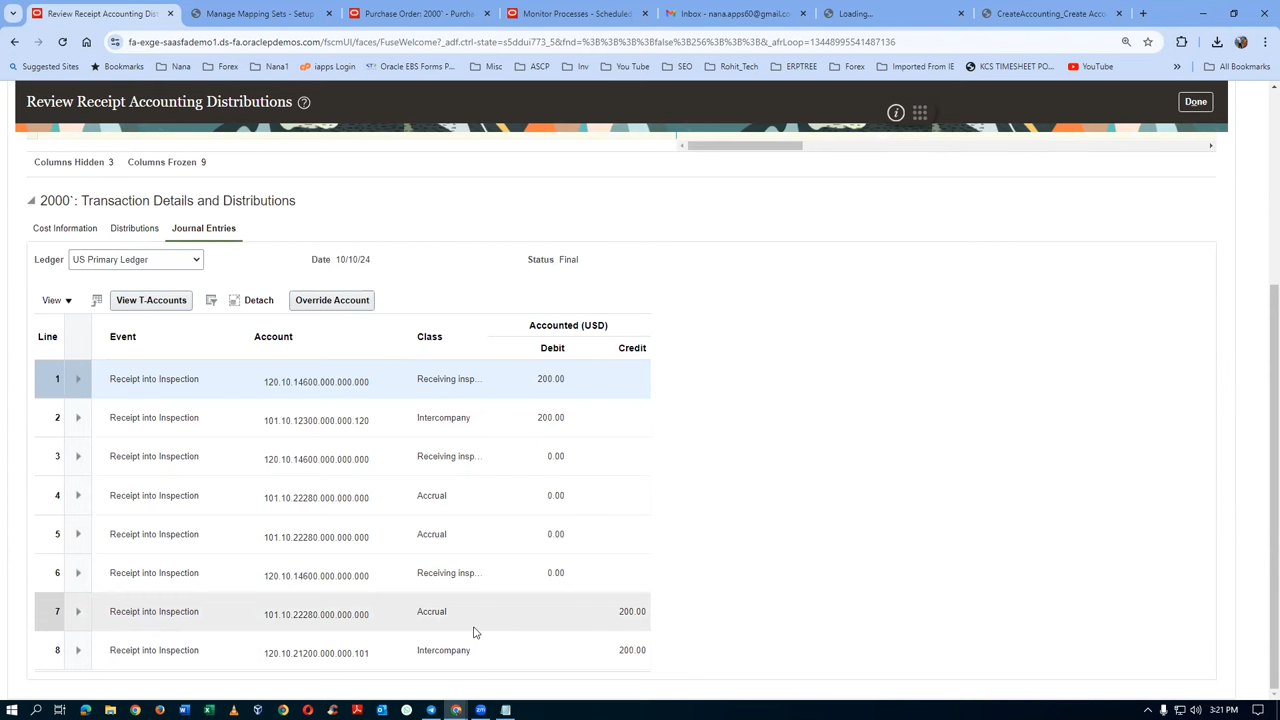 Review Receipt Accounting Dist
Manage Mapping Sets - Setup
Purchase Order: 2000` - Purcha
Monitor Processes - Scheduled
Inbox - nana.apps60@gmail.co
Loading...
CreateAccounting_Create Acco
fa-exge-saasfademo1.ds-fa.oraclepdemos.com/fscmUI/faces/FuseWelcome?_adf.ctrl-state=s5ddui773_5&fnd=%3B%3B%3B%3Bfalse%3B256%3B%3B%3B&_afrLoop=13448995541487136
Suggested Sites Bookmarks Nana Forex Nana1 iapps Login Oracle EBS Forms P... Misc ASCP Inv You Tube SEO Rohit_Tech ERPTREE Forex Imported From IE KCS TIMESHEET PO... YouTube » All Bookmarks
Review Receipt Accounting Distributions ?
Done
Columns Hidden 3 Columns Frozen 9
2000`: Transaction Details and Distributions
Cost Information Distributions Journal Entries
Ledger US Primary Ledger Date 10/10/24 Status Final
View View T-Accounts Detach Override Account
Accounted (USD)
Line Event Account Class
Debit Credit
1 Receipt into Inspection 120.10.14600.000.000.000 Receiving insp... 200.00
2 Receipt into Inspection 101.10.12300.000.000.120 Intercompany 200.00
3 Receipt into Inspection 120.10.14600.000.000.000 Receiving insp... 0.00
4 Receipt into Inspection 101.10.22280.000.000.000 Accrual 0.00
5 Receipt into Inspection 101.10.22280.000.000.000 Accrual 0.00
6 Receipt into Inspection 120.10.14600.000.000.000 Receiving insp... 0.00
7 Receipt into Inspection 101.10.22280.000.000.000 Accrual 200.00
8 Receipt into Inspection 120.10.21200.000.000.101 Intercompany 200.00
3:21 PM